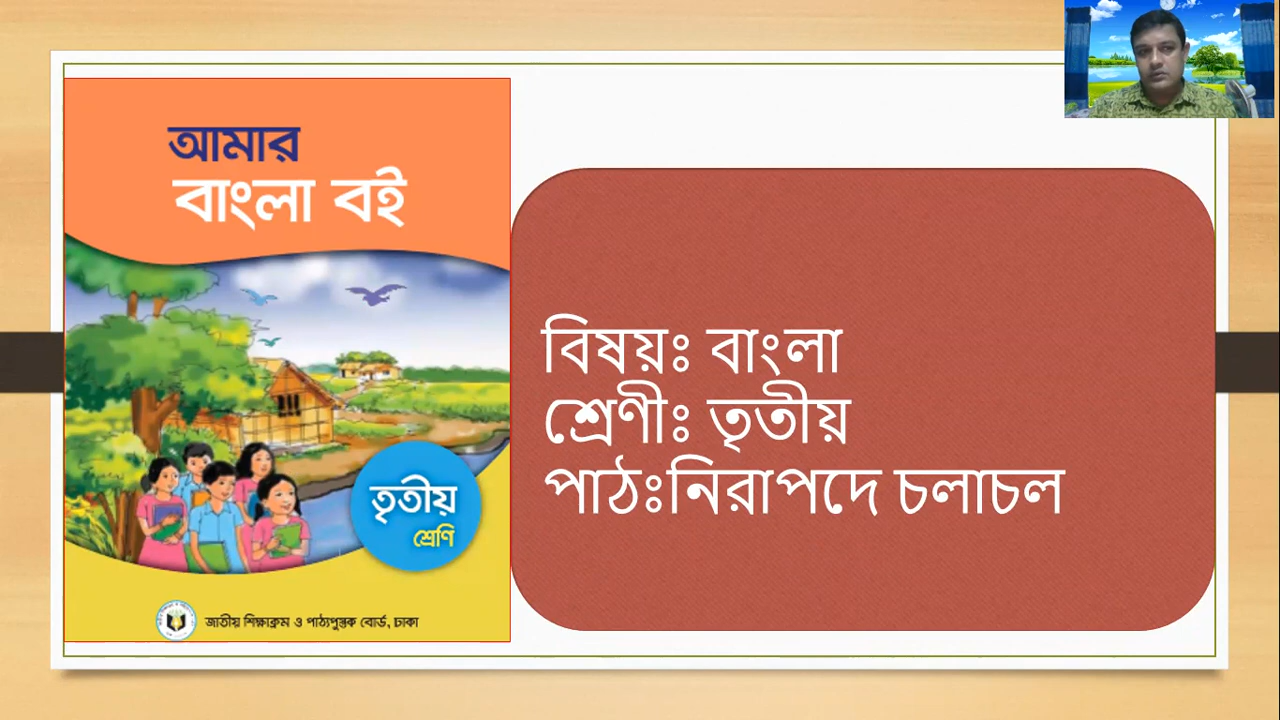 আমার
বাংলা বই
তৃতীয়
শ্রেণি
জাতীয় শিক্ষাক্রম ও পাঠ্যপুস্তক বোর্ড, ঢাকা
বিষয়ঃ বাংলা
শ্রেণীঃ তৃতীয়
পাঠঃনিরাপদে চলাচল